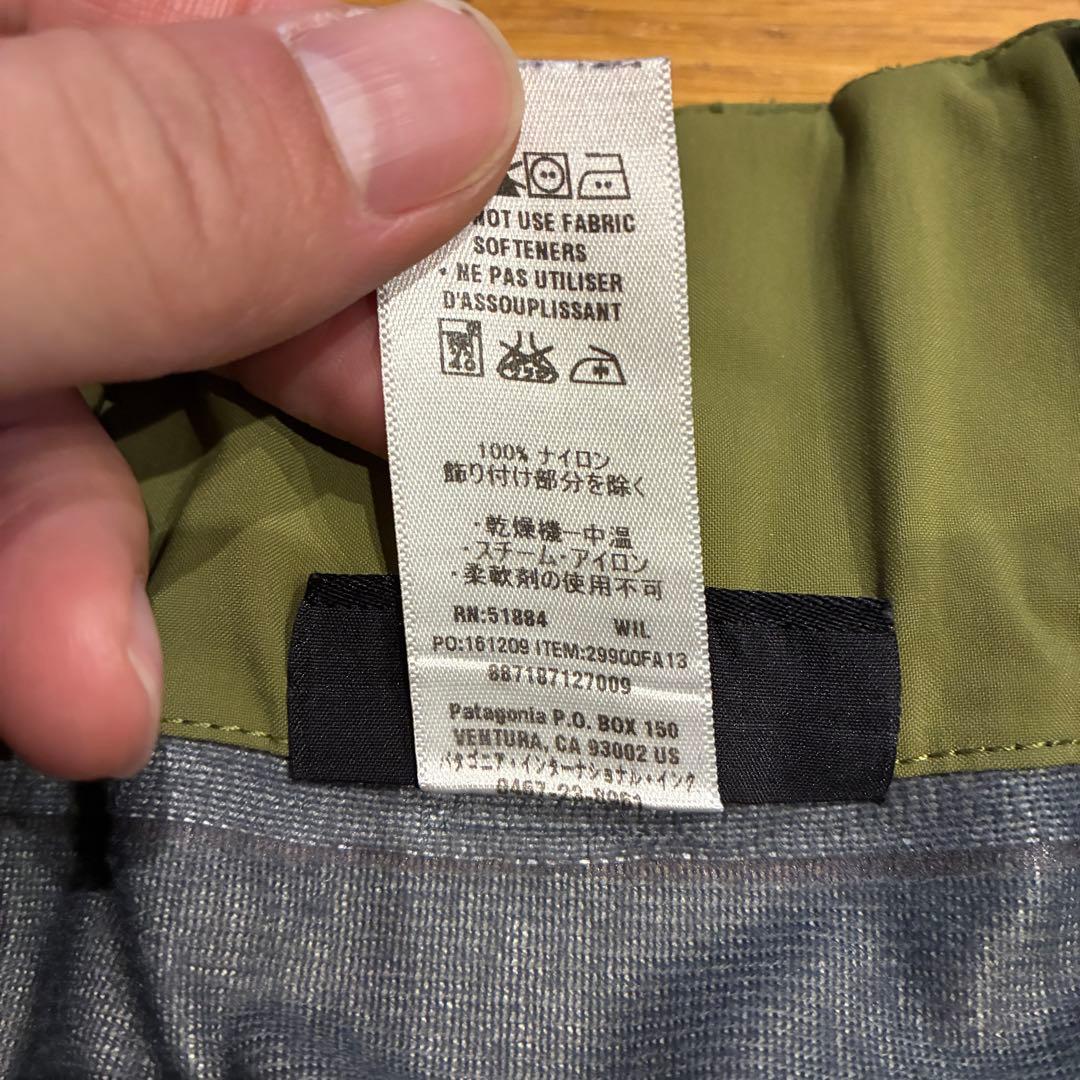 NOT USE FABRIC
SOFTENERS
• NE PAS UTILISER
D'ASSOUPLISSANT
中
100% ナイロン
飾り付け部分を除く
・乾燥機ー中温
・スチーム・アイロン
・柔軟剤の使用不可
RN:51884 WIL
PO:161209 ITEM:29900FA13
887187127009
Patagonia P.O. BOX 150
VENTURA, CA 93002 US
パタゴニア・インターナショナル・インク